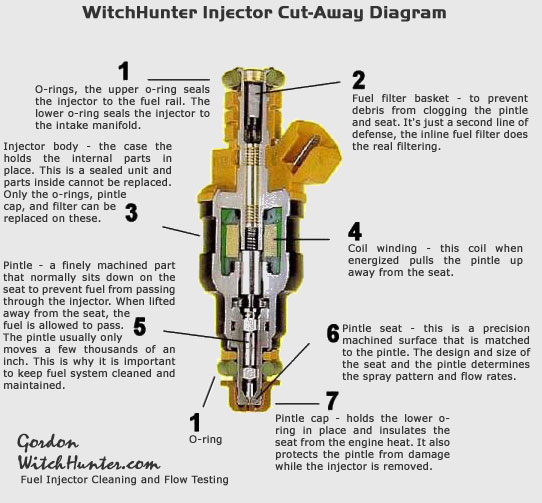 WitchHunter Injector Cut-Away Diagram
1
O-rings, the upper o-ring seals
the injector to the fuel rail. The
lower o-ring seals the injector to
the intake manifold.
2
Fuel filter basket - to prevent
debris from clogging the pintle
and seat. It's just a second line of
defense, the inline fuel filter does
the real filtering.
Injector body - the case the
holds the internal parts in
place. This is a sealed unit and
parts inside cannot be replaced.
Only the o-rings, pintle
cap, and filter can be
replaced on these.
3
4
Coil winding - this coil when
energized pulls the pintle up
away from the seat.
Pintle - a finely machined part
that normally sits down on the
seat to prevent fuel from passing
through the injector. When lifted
away from the seat, the
fuel is allowed to pass.
The pintle usually only
moves a few thousands of an
inch. This is why it is important
to keep fuel system cleaned and
maintained.
5
6
Pintle seat - this is a precision
machined surface that is matched
to the pintle. The design and size of
the seat and the pintle determines
the spray pattern and flow rates.
7
Pintle cap - holds the lower o-
ring in place and insulates the
seat from the engine heat. It also
protects the pintle from damage
while the injector is removed.
1
O-ring
Gordon
WitchHunter.com
Fuel Injector Cleaning and Flow Testing